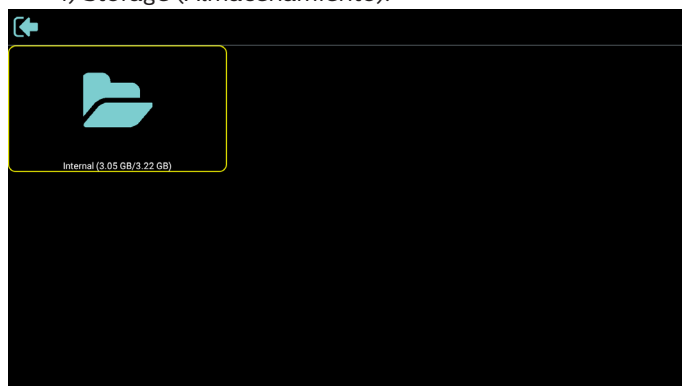 Storage (Almacenamiento).
Internal (3.05 GB/3.22 GB)